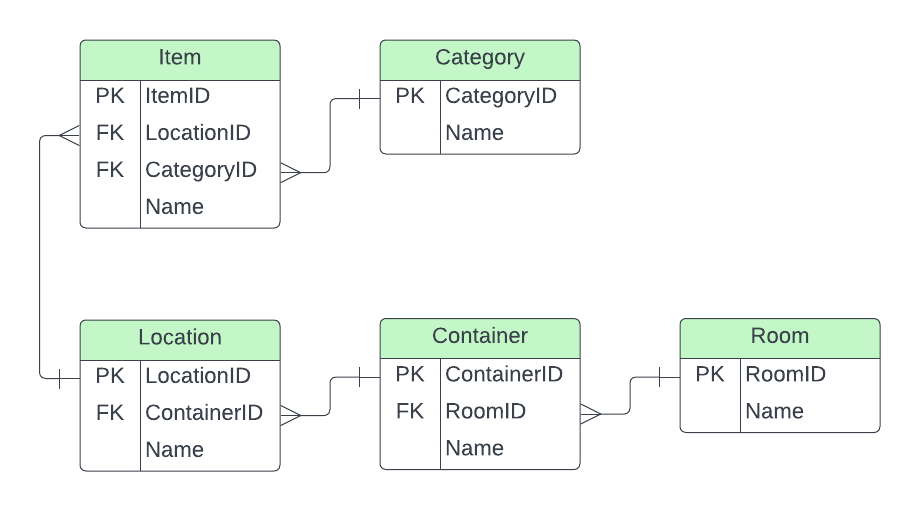 Item
PK ItemID
FK LocationID
FK CategoryID
Name
Category
PK CategoryID
Name
Location
PK LocationID
FK ContainerID
Name
Container
PK ContainerID
FK RoomID
Name
Room
PK RoomID
Name